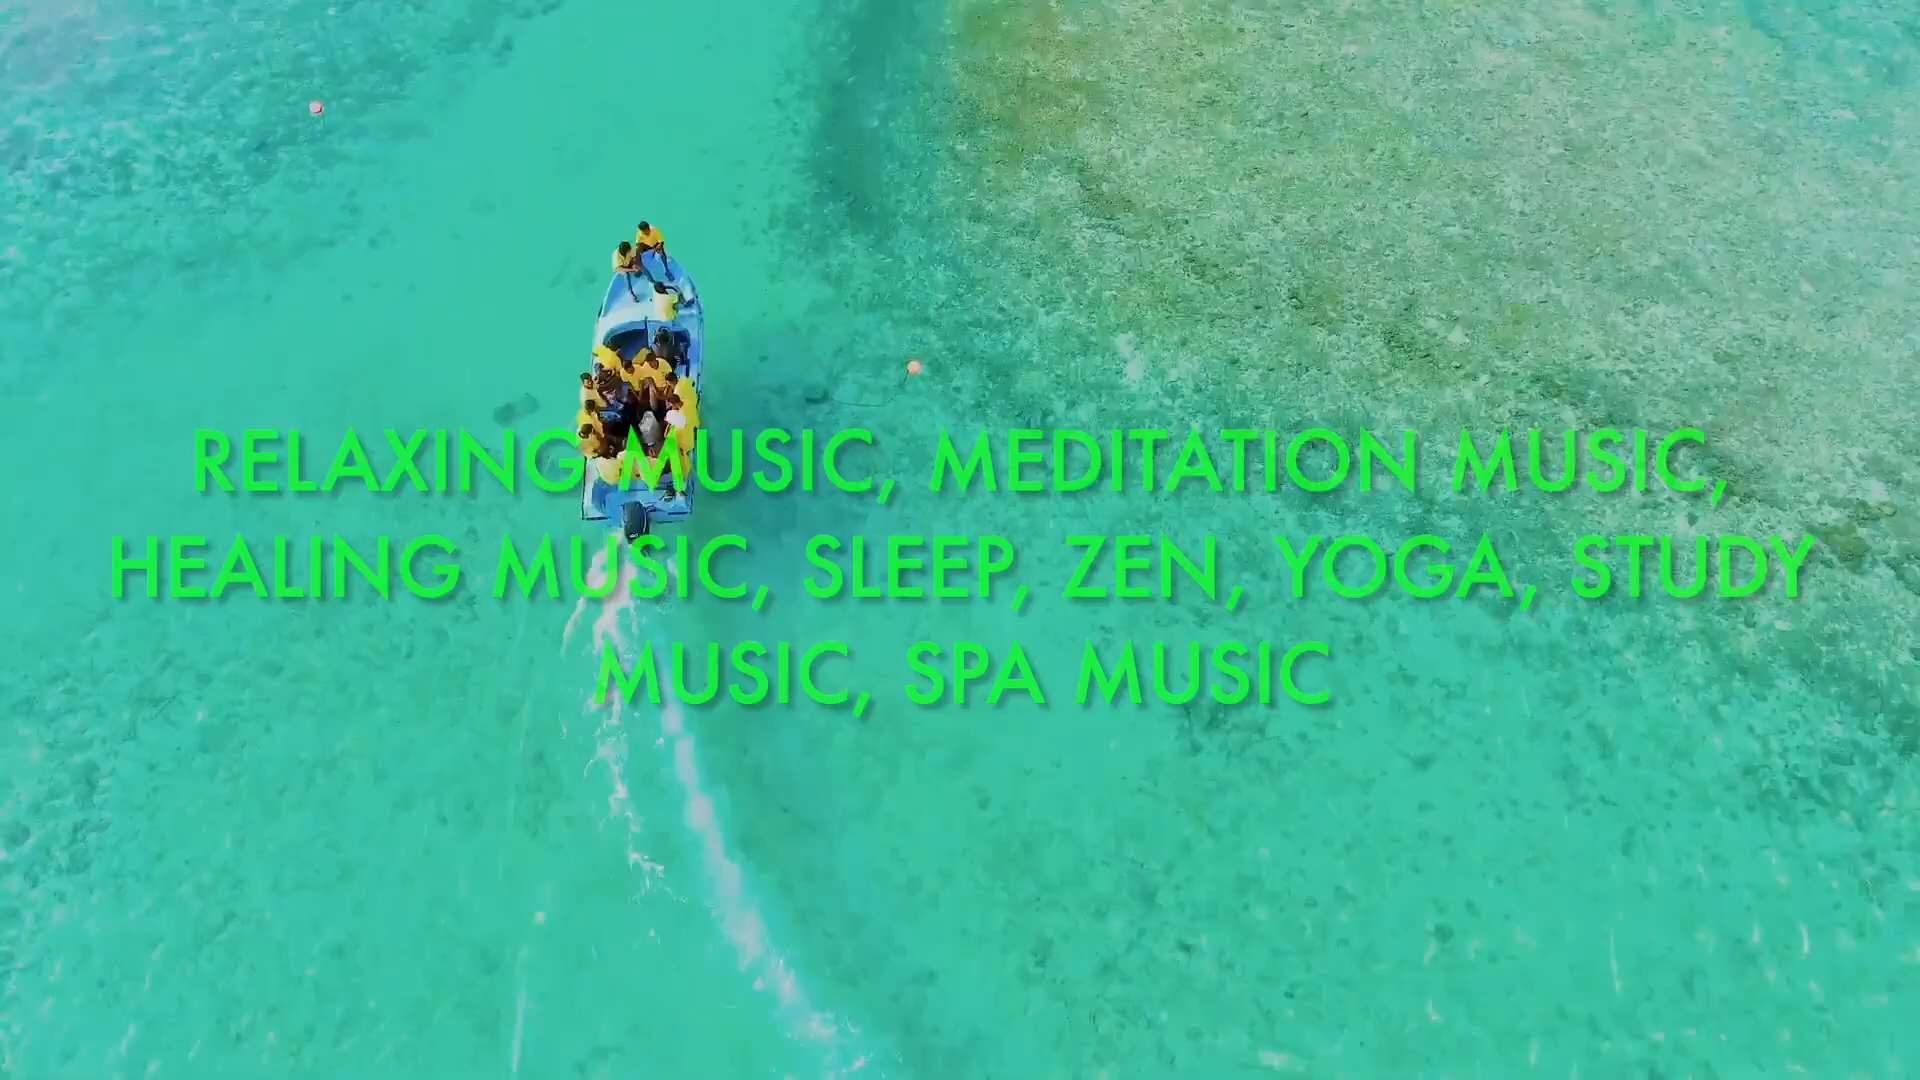 RELAXING MUSIC, MEDITATION MUSIC,
HEALING MUSIC, SLEEP, ZEN, YOGA, STUDY
MUSIC, SPA MUSIC